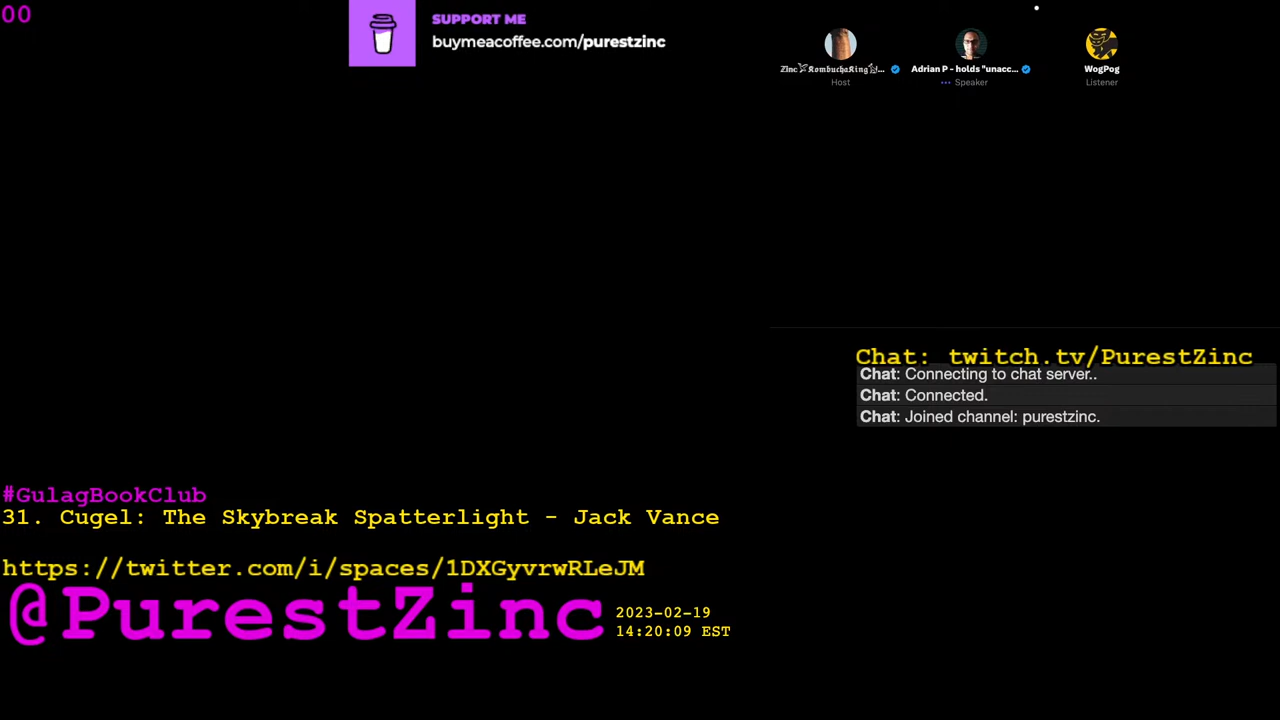 00
SUPPORT ME
buymeacoffee.com/purestzinc
Adrian P - holds "unacc...
WogPog
Host
Speaker
Listener
Chat: twitch.tv/PurestZinc
Chat: Connecting to chat server..
Chat: Connected.
Chat: Joined channel: purestzinc.
#GulagBookClub
31. Cugel: The Skybreak Spatterlight - Jack Vance
https://twitter.com/i/spaces/1DXGyvrwRLeJM
@PurestZinc
2023-02-19
14:20:09 EST